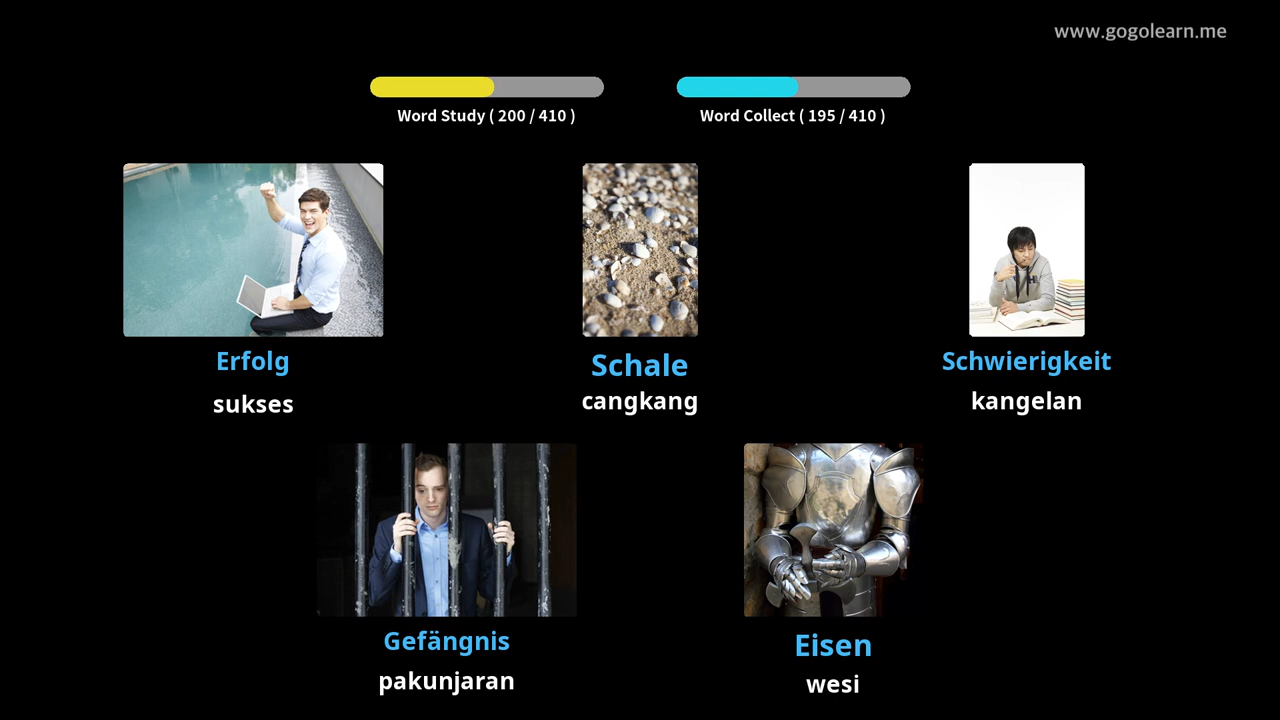 www.gogolearn.me
Word Study ( 200 / 410 )
Word Collect ( 195 / 410 )
Erfolg
sukses
Schale
cangkang
Schwierigkeit
kangelan
Gefängnis
pakunjaran
Eisen
wesi